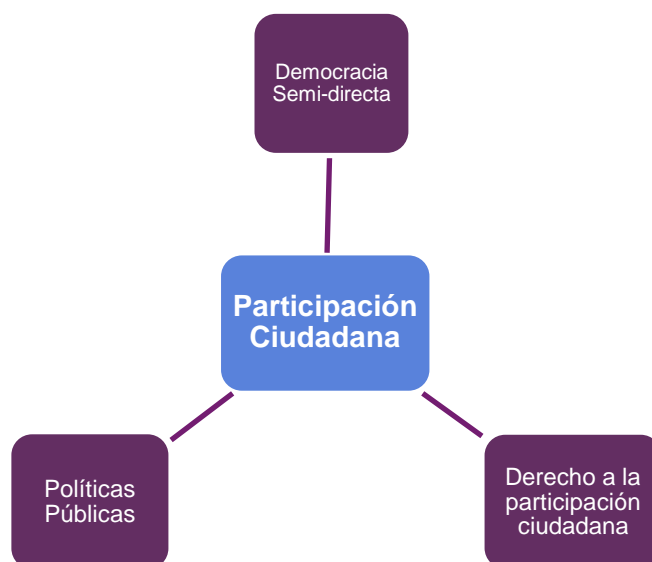 Democracia
Semi-directa
Participación
Ciudadana
Políticas
Públicas
Derecho a la
participación
ciudadana